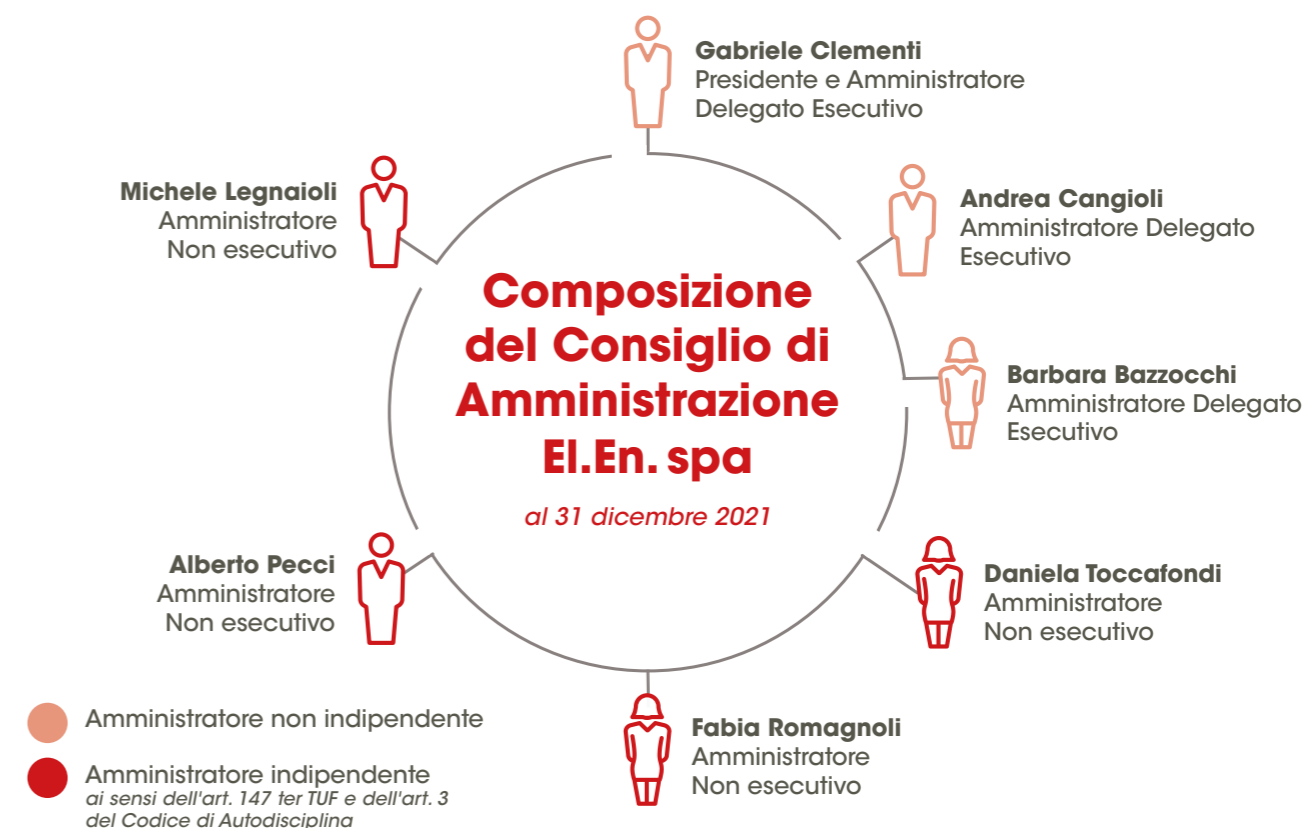 Gabriele Clementi
Presidente e Amministratore
Delegato Esecutivo
Andrea Cangioli
Amministratore Delegato
Esecutivo
Barbara Bazzocchi
Amministratore Delegato
Esecutivo
Daniela Toccafondi
Amministratore
Non esecutivo
Fabia Romagnoli
Amministratore
Non esecutivo
Alberto Pecci
Amministratore
Non esecutivo
Michele Legnaioli
Amministratore
Non esecutivo
Composizione
del Consiglio di
Amministrazione
El.En. spa
al 31 dicembre 2021
Amministratore non indipendente
Amministratore indipendente
ai sensi dell'art. 147 ter TUF e dell'art. 3
del Codice di Autodisciplina